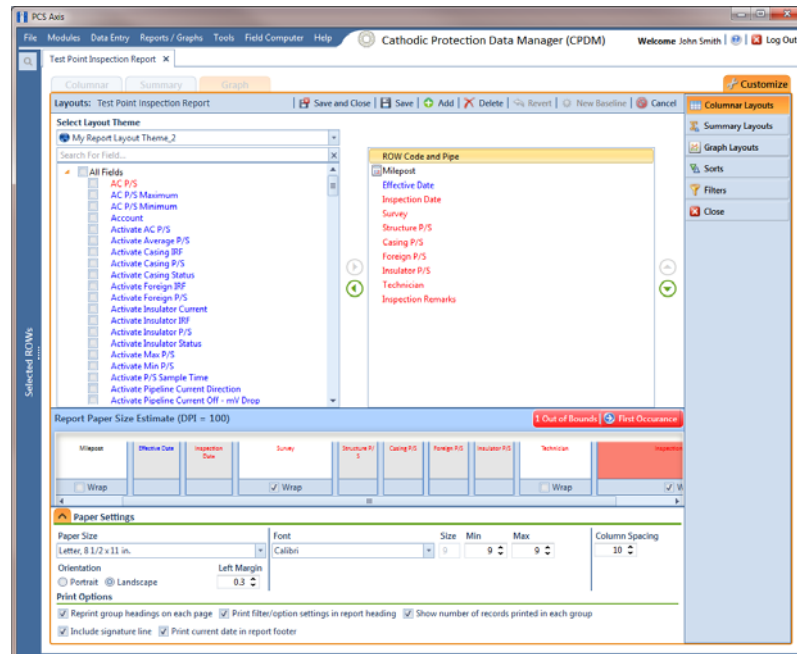 PCS Axis
File Modules Data Entry Reports / Graphs Tools Field Computer Help
Cathodic Protection Data Manager (CPDM)
Welcome John Smith Log Out
Test Point Inspection Report
Columnar Summary Graph
Customize
Layouts: Test Point Inspection Report
Save and Close Save Add Delete Revert New Baseline Cancel
Select Layout Theme
My Report Layout Theme_2
Search For Field...
All Fields
AC P/S
AC P/S Maximum
AC P/S Minimum
Account
Activate AC P/S
Activate Average P/S
Activate Casing IRF
Activate Casing P/S
Activate Casing Status
Activate Foreign IRF
Activate Foreign P/S
Activate Insulator Current
Activate Insulator IRF
Activate Insulator P/S
Activate Insulator Status
Activate Max P/S
Activate Min P/S
Activate P/S Sample Time
Activate Pipeline Current Direction
Activate Pipeline Current Off - mV Drop
ROW Code and Pipe
Milepost
Effective Date
Inspection Date
Survey
Structure P/S
Casing P/S
Foreign P/S
Insulator P/S
Technician
Inspection Remarks
Columnar Layouts
Summary Layouts
Graph Layouts
Sorts
Filters
Close
Selected ROWs
Report Paper Size Estimate (DPI = 100)
1 Out of Bounds First Occurance
Milepost
Effective Date
Inspection Date
Survey
Structure P/S
Casing P/S
Foreign P/S
Insulator P/S
Technician
Inspection
Wrap Wrap Wrap W
Paper Settings
Paper Size Font Size Min Max Column Spacing
Letter, 8 1/2 x 11 in. Calibri 9 9 9 10
Orientation Left Margin
Portrait Landscape 0.3
Print Options
Reprint group headings on each page Print filter/option settings in report heading Show number of records printed in each group
Include signature line Print current date in report footer